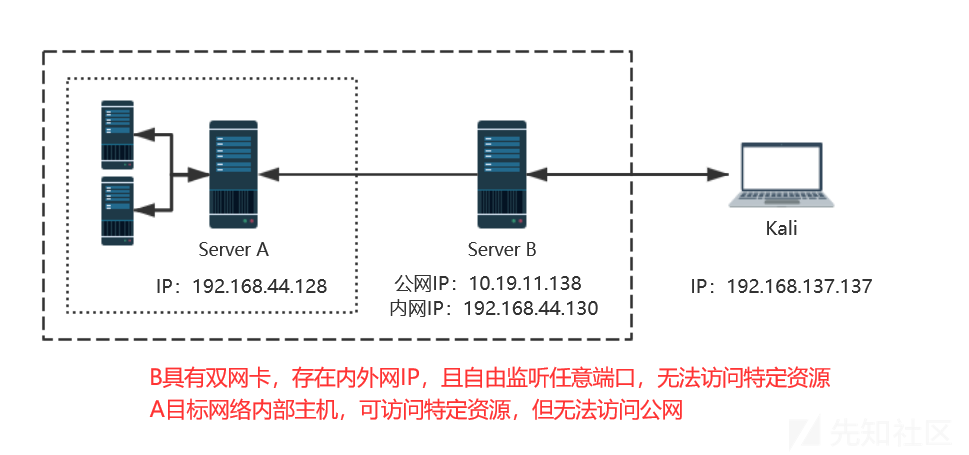 Server A
IP：192.168.44.128
Server B
公网IP：10.19.11.138
内网IP：192.168.44.130
Kali
IP：192.168.137.137
B具有双网卡，存在内外网IP，且自由监听任意端口，无法访问特定资源
A目标网络内部主机，可访问特定资源，但无法访问公网
先知社区